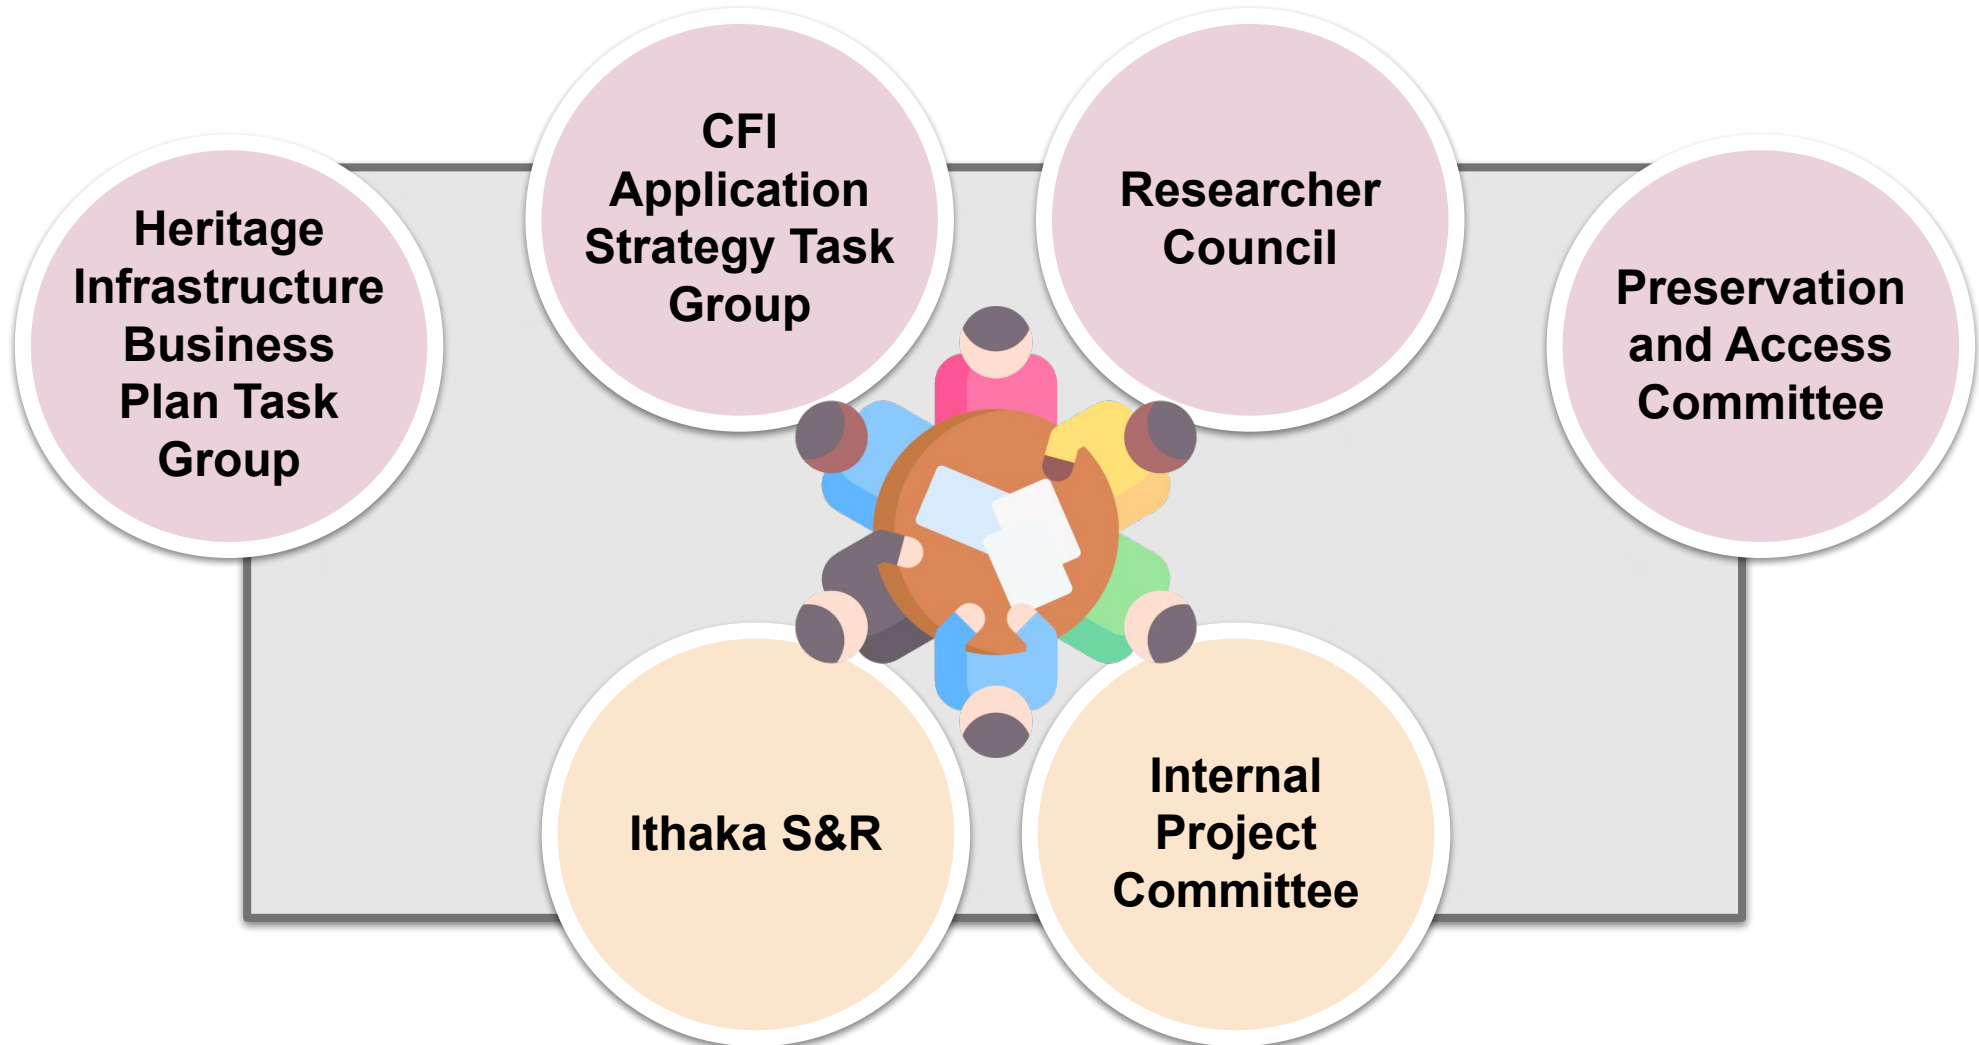 Heritage
Infrastructure
Business
Plan Task
Group
CFI
Application
Strategy Task
Group
Researcher
Council
Preservation
and Access
Committee
Ithaka S&R
Internal
Project
Committee